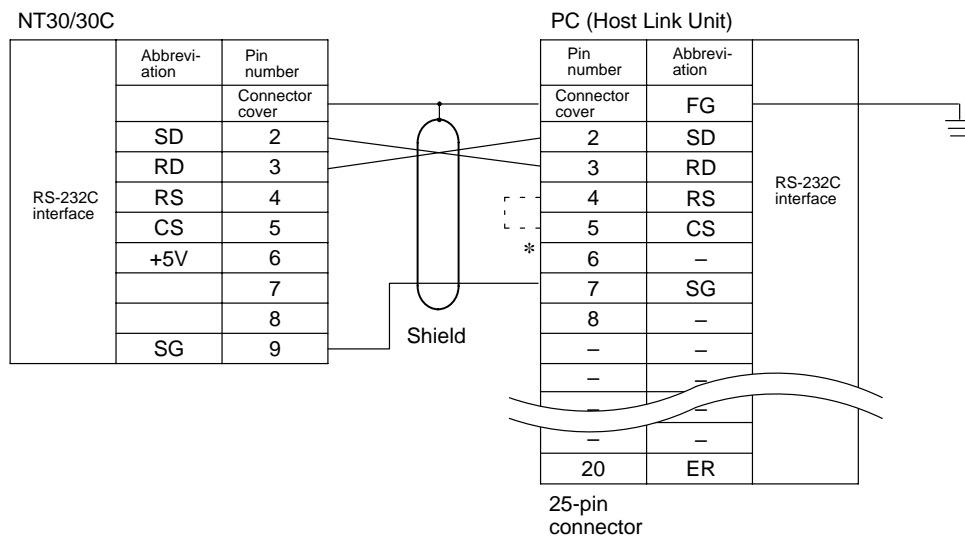 NT30/30C
PC (Host Link Unit)
RS-232C
interface
Abbrevi-
ation
Pin
number
Connector
cover
SD 2
RD 3
RS 4
CS 5
+5V 6
7
8
SG 9
Shield
Pin
number
Abbrevi-
ation
Connector
cover
FG
2 SD
3 RD
4 RS
5 CS
*
6 –
7 SG
8 –
– –
– –
– –
– –
20 ER
RS-232C
interface
25-pin
connector